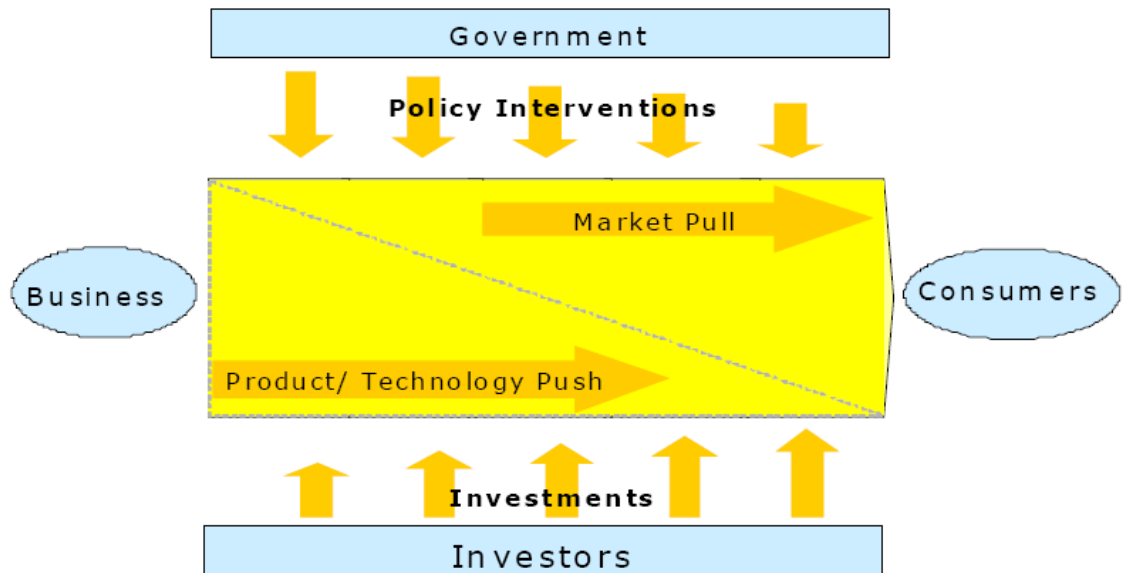 Government
Policy Interventions
Market Pull
Business
Consumers
Product/ Technology Push
Investments
Investors